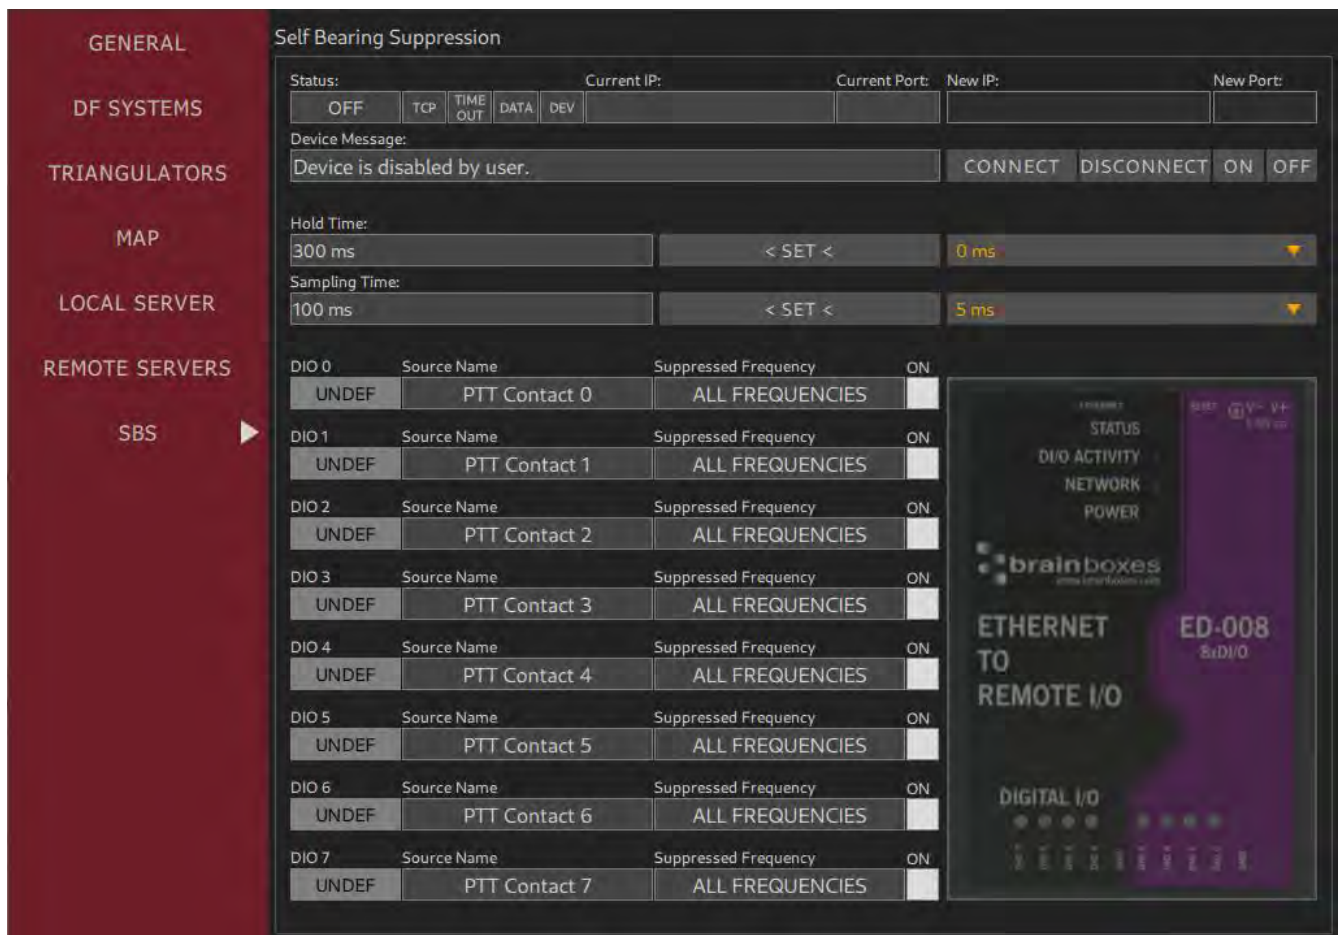 GENERAL
DF SYSTEMS
TRIANGULATORS
MAP
LOCAL SERVER
REMOTE SERVERS
SBS
Self Bearing Suppression
Status: Current IP: Current Port: New IP: New Port:
OFF TCP TIME OUT DATA DEV
Device Message:
Device is disabled by user. CONNECT DISCONNECT ON OFF
Hold Time:
300 ms < SET < 0 ms
Sampling Time:
100 ms < SET < 5 ms
DIO 0 Source Name Suppressed Frequency ON
UNDEF PTT Contact 0 ALL FREQUENCIES
DIO 1 Source Name Suppressed Frequency ON
UNDEF PTT Contact 1 ALL FREQUENCIES
DIO 2 Source Name Suppressed Frequency ON
UNDEF PTT Contact 2 ALL FREQUENCIES
DIO 3 Source Name Suppressed Frequency ON
UNDEF PTT Contact 3 ALL FREQUENCIES
DIO 4 Source Name Suppressed Frequency ON
UNDEF PTT Contact 4 ALL FREQUENCIES
DIO 5 Source Name Suppressed Frequency ON
UNDEF PTT Contact 5 ALL FREQUENCIES
DIO 6 Source Name Suppressed Frequency ON
UNDEF PTT Contact 6 ALL FREQUENCIES
DIO 7 Source Name Suppressed Frequency ON
UNDEF PTT Contact 7 ALL FREQUENCIES
V- V+
STATUS
DI/O ACTIVITY
NETWORK
POWER
brainboxes
www.brainboxes.com
ETHERNET
TO
REMOTE I/O
ED-008
8xDI/O
DIGITAL I/O